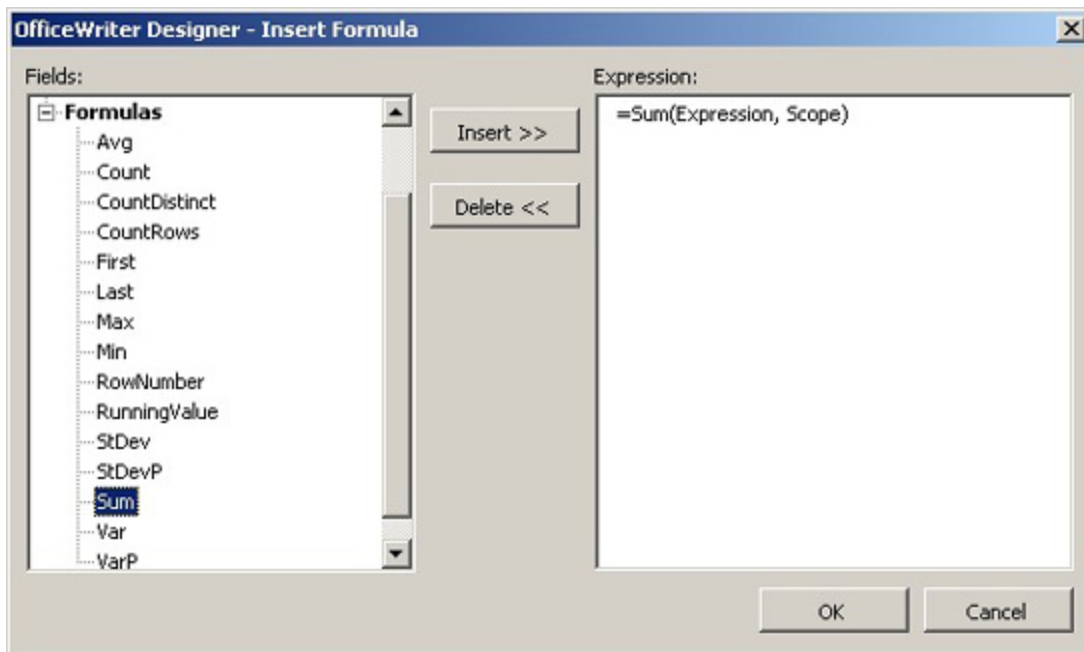 OfficeWriter Designer - Insert Formula
Fields:
Formulas
Avg
Count
CountDistinct
CountRows
First
Last
Max
Min
RowNumber
RunningValue
StDev
StDevP
Sum
Var
VarP
Insert >>
Delete <<
Expression:
=Sum(Expression, Scope)
OK
Cancel